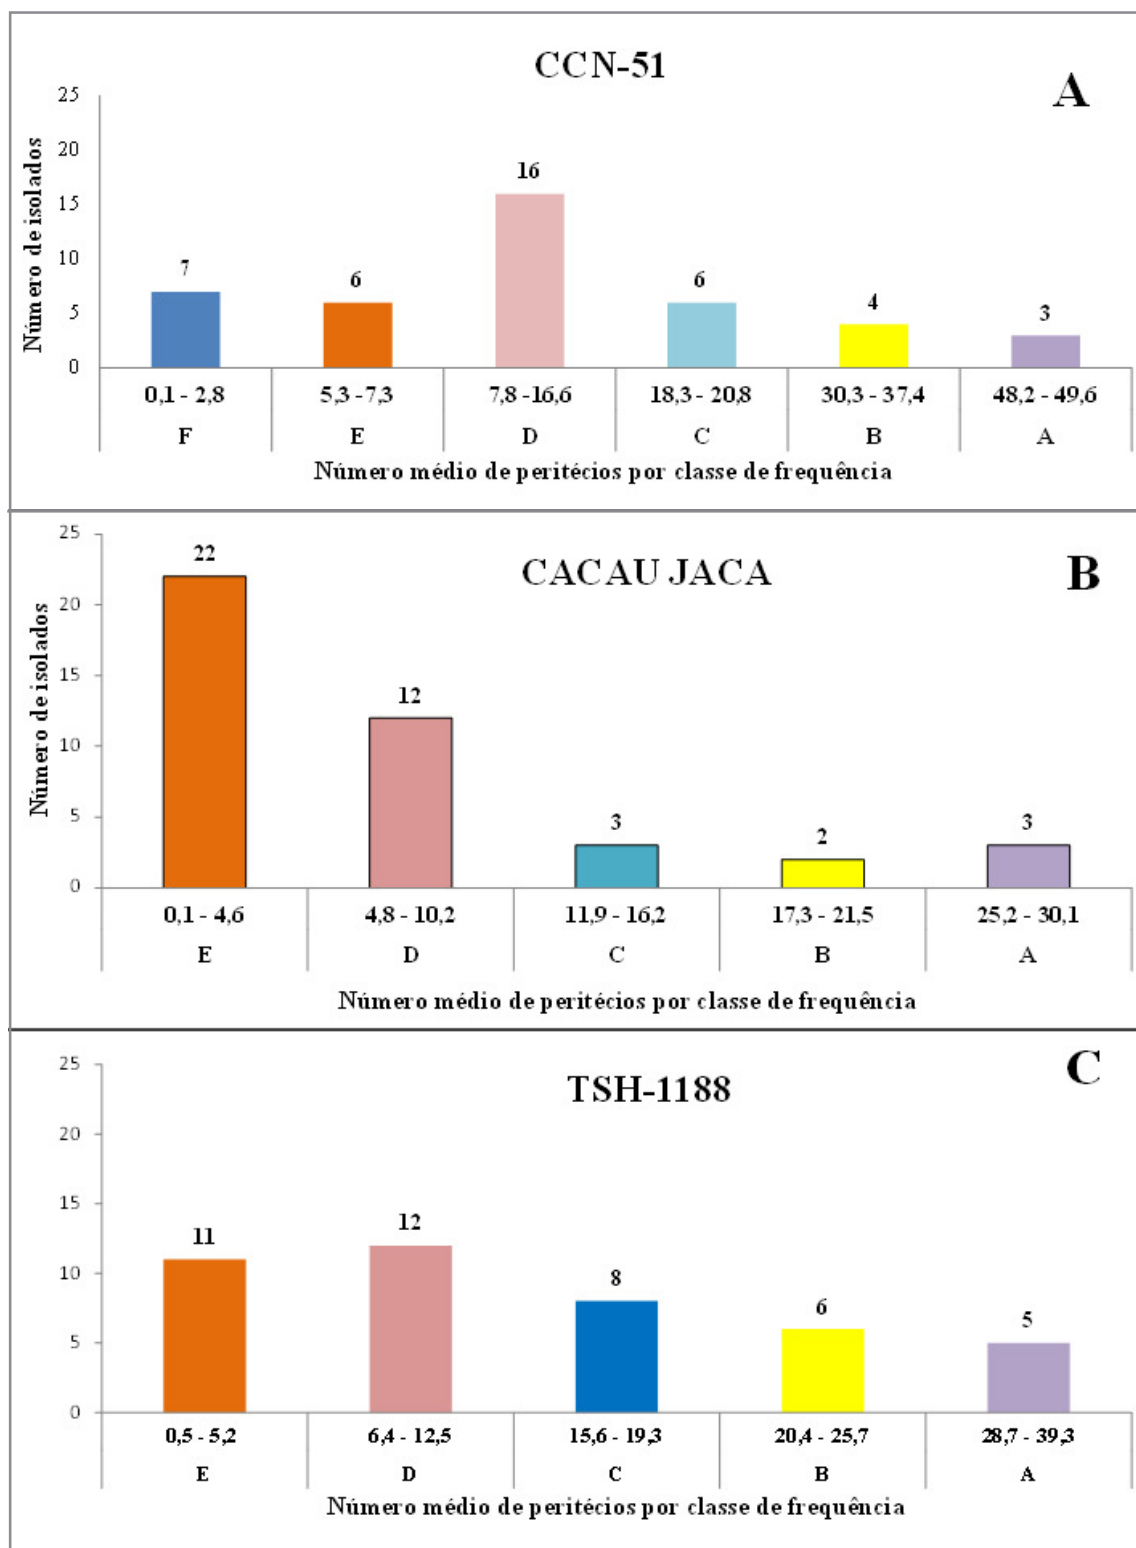 CCN-51
A
Número de isolados
25
20
15
10
5
0
7
6
16
6
4
3
0,1 - 2,8 5,3 -7,3 7,8 -16,6 18,3 - 20,8 30,3 - 37,4 48,2 - 49,6
F E D C B A
Número médio de peritécios por classe de frequência
CACAU JACA
B
Número de isolados
25
20
15
10
5
0
22
12
3
2
3
0,1 - 4,6 4,8 - 10,2 11,9 - 16,2 17,3 - 21,5 25,2 - 30,1
E D C B A
Número médio de peritécios por classe de frequência
TSH-1188
C
25
20
15
10
5
0
11
12
8
6
5
0,5 - 5,2 6,4 - 12,5 15,6 - 19,3 20,4 - 25,7 28,7 - 39,3
E D C B A
Número médio de peritécios por classe de frequência